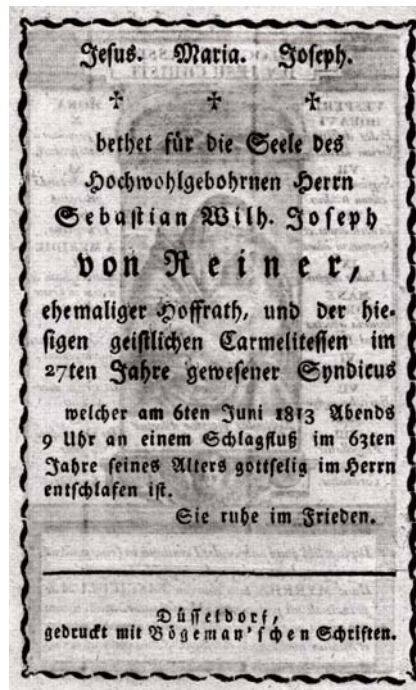 Jesus. Maria. Joseph.
☩ ☩ ☩
bethet für die Seele des
Hochwohlgebohrnen Herrn
Sebastian Wilh. Joseph
von Reiner,
ehemaliger Hoffrath, und der hie-
sigen geistlichen Carmelitessen im
27ten Jahre gewesener Syndicus
welcher am 6ten Juni 1813 Abends
9 Uhr an einem Schlagfluß im 63ten
Jahre seines Alters gottselig im Herrn
entschlafen ist.
Sie ruhe im Frieden.
Düsseldorf,
gedruckt mit Bögeman'schen Schriften.